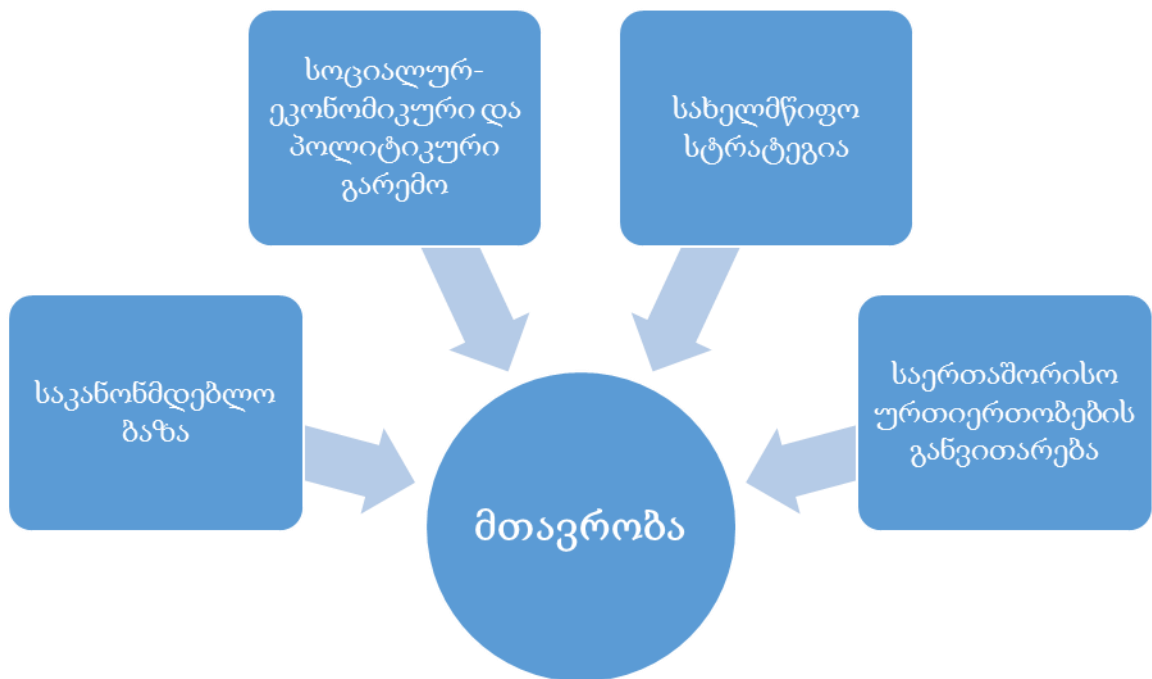 სოციალურ-
ეკონომიკური და
პოლიტიკური
გარემო
სახელმწიფო
სტრატეგია
საკანონმდებლო
ბაზა
საერთაშორისო
ურთიერთობების
განვითარება
მთავრობა